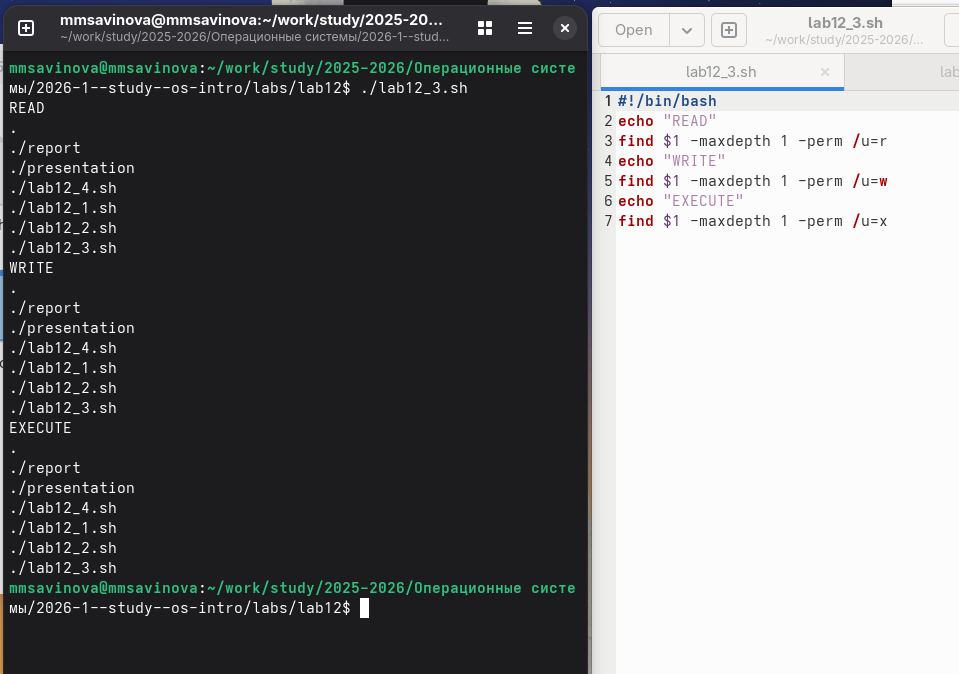 mmsavinova@mmsavinova:~/work/study/2025-20...
~/work/study/2025-2026/Операционные системы/2026-1--stud...
mmsavinova@mmsavinova:~/work/study/2025-2026/Операционные систе
мы/2026-1--study--os-intro/labs/lab12$ ./lab12_3.sh
READ
.
./report
./presentation
./lab12_4.sh
./lab12_1.sh
./lab12_2.sh
./lab12_3.sh
WRITE
.
./report
./presentation
./lab12_4.sh
./lab12_1.sh
./lab12_2.sh
./lab12_3.sh
EXECUTE
.
./report
./presentation
./lab12_4.sh
./lab12_1.sh
./lab12_2.sh
./lab12_3.sh
mmsavinova@mmsavinova:~/work/study/2025-2026/Операционные систе
мы/2026-1--study--os-intro/labs/lab12$
Open
lab12_3.sh
~/work/study/2025-2026/...
lab12_3.sh
lab
1 #!/bin/bash
2 echo "READ"
3 find $1 -maxdepth 1 -perm /u=r
4 echo "WRITE"
5 find $1 -maxdepth 1 -perm /u=w
6 echo "EXECUTE"
7 find $1 -maxdepth 1 -perm /u=x